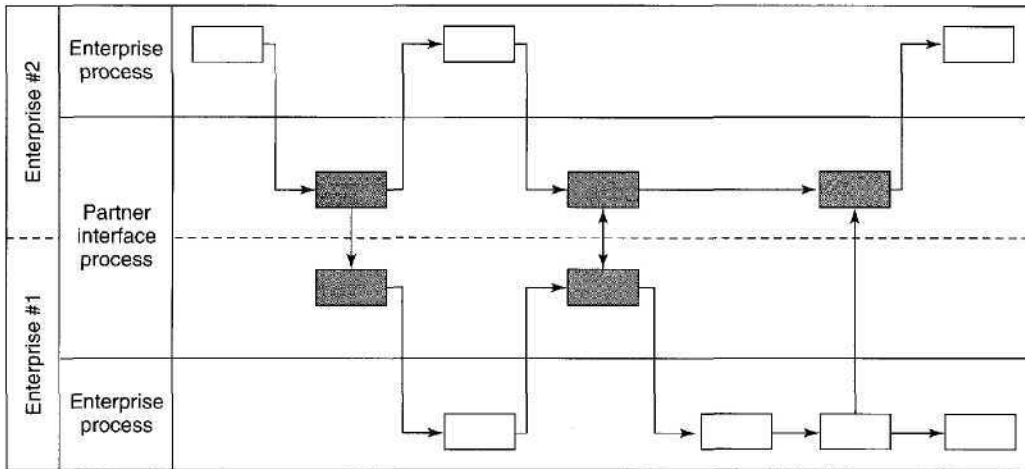 Enterprise #2
Enterprise
process
Partner
interface
process
Enterprise #1
Enterprise
process